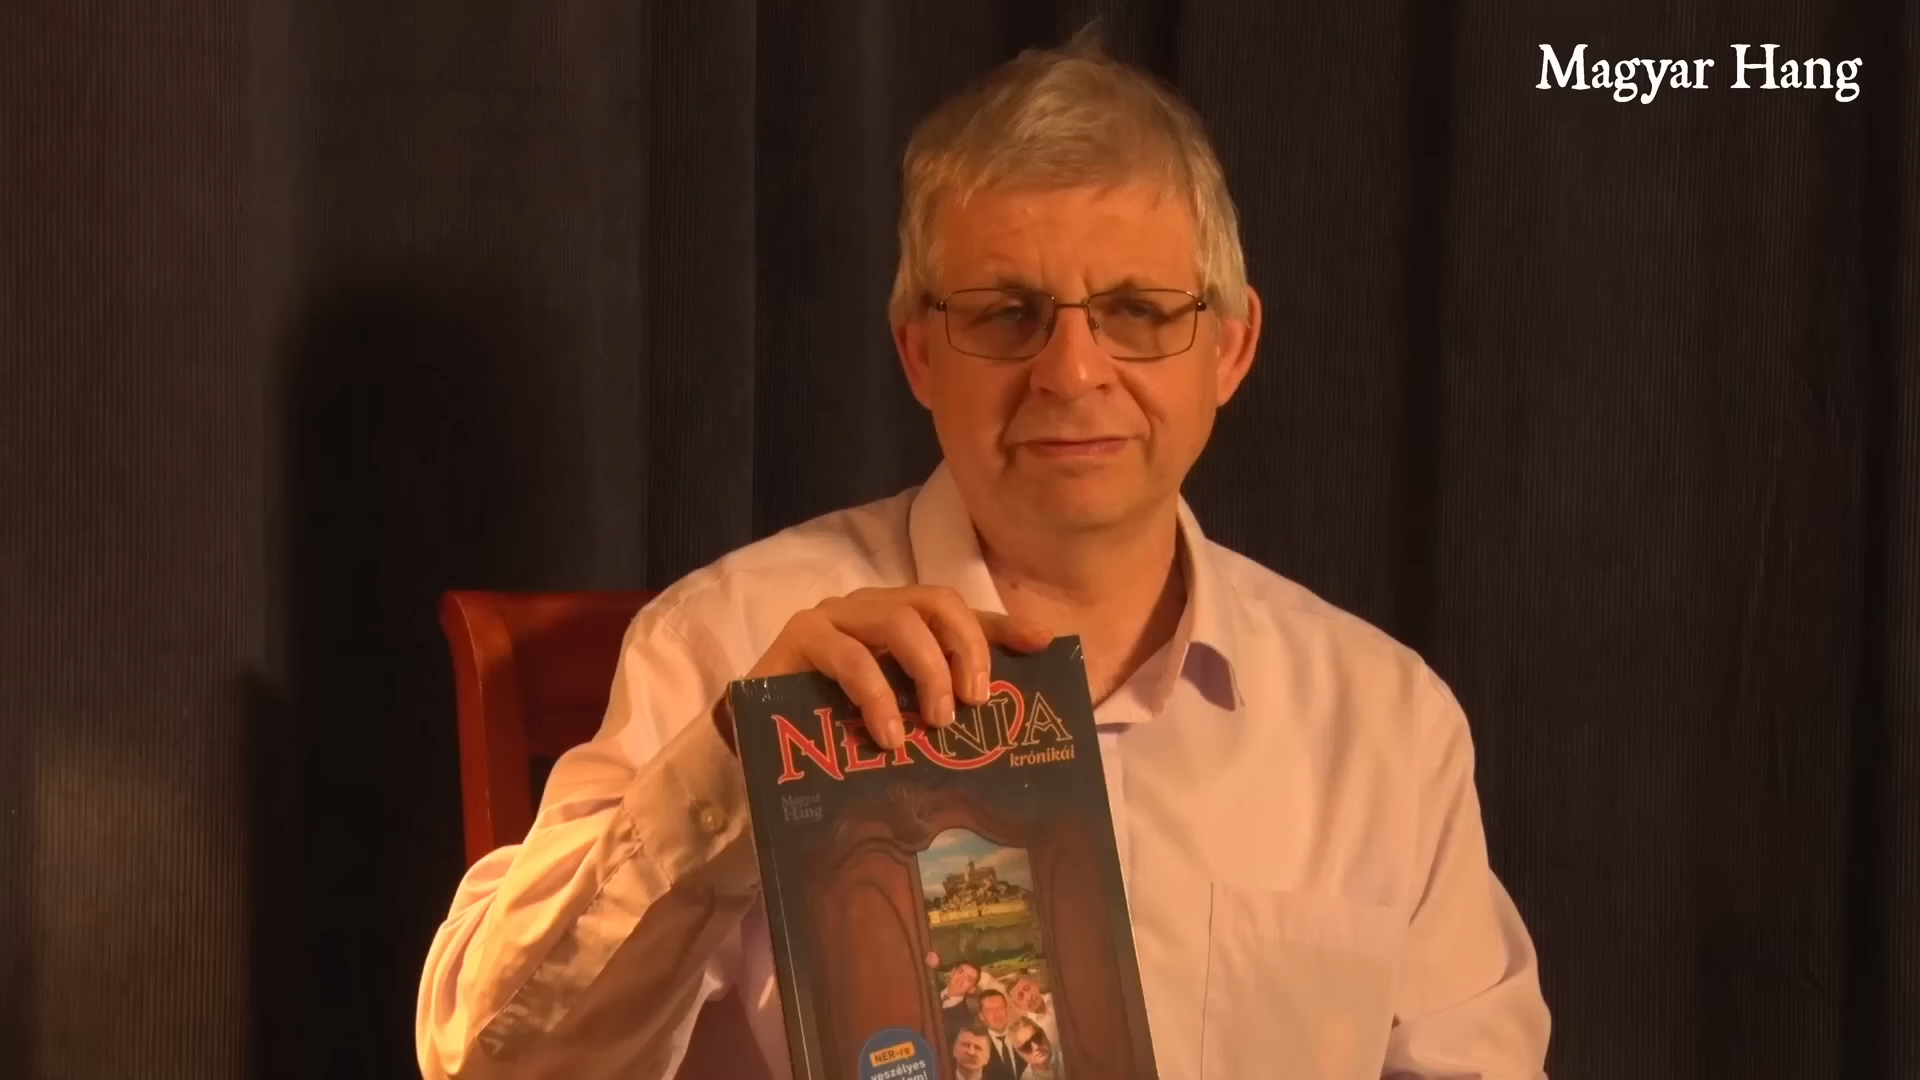 Magyar Hang
NERNIA
krónikái
Magyar
Hang
NER-re
veszélyes